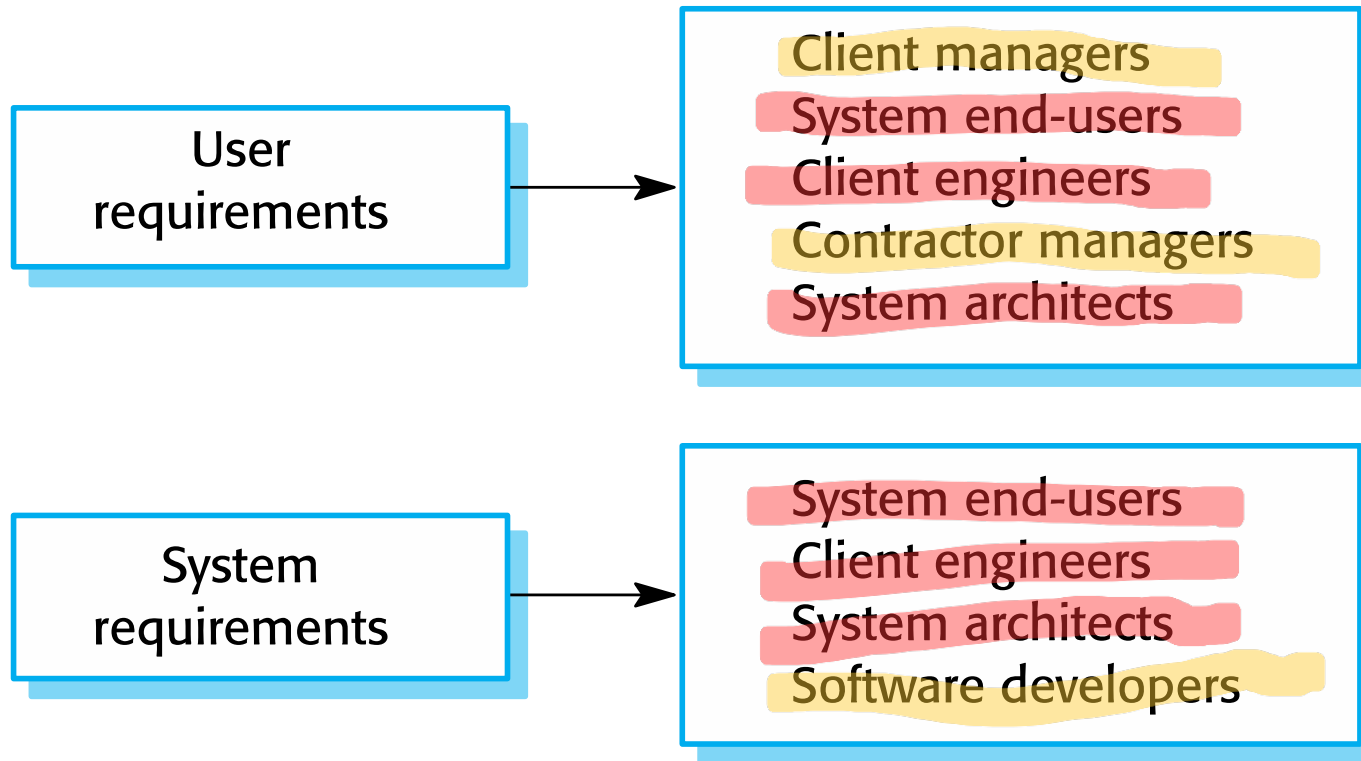 User
requirements
Client managers
System end-users
Client engineers
Contractor managers
System architects
System
requirements
System end-users
Client engineers
System architects
Software developers